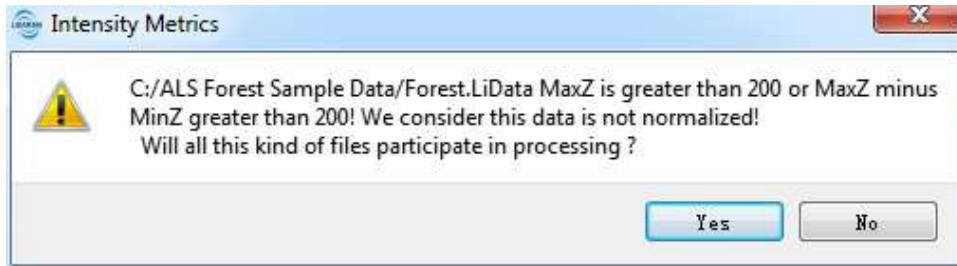 Intensity Metrics
C:/ALS Forest Sample Data/Forest.LiData MaxZ is greater than 200 or MaxZ minus
MinZ greater than 200! We consider this data is not normalized!
Will all this kind of files participate in processing ?
Yes
No